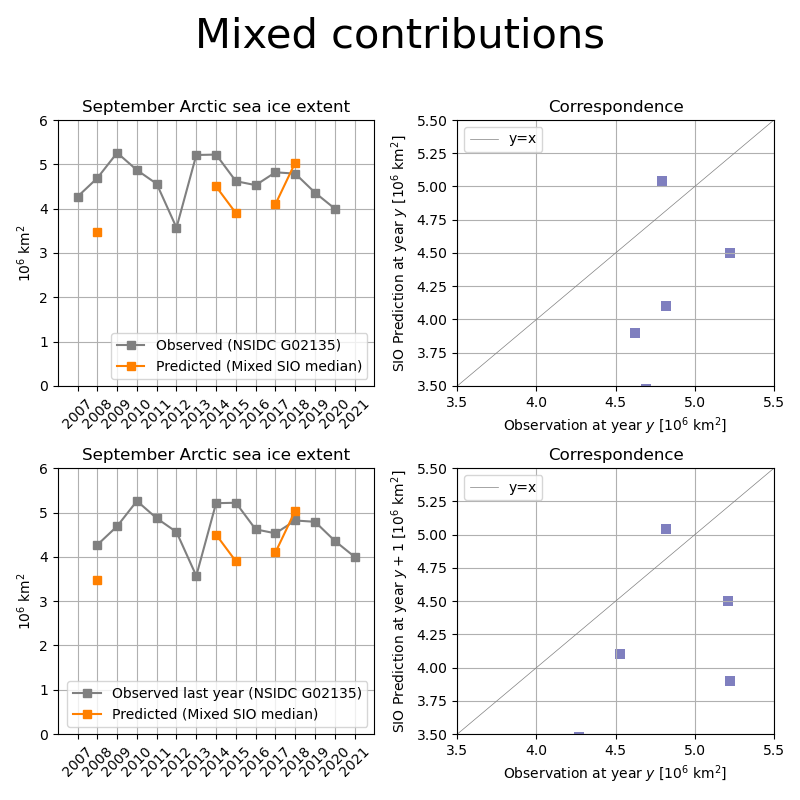 Mixed contributions
September Arctic sea ice extent
10⁶ km²
6
5
4
3
2
1
0
Observed (NSIDC G02135)
Predicted (Mixed SIO median)
2007 2008 2009 2010 2011 2012 2013 2014 2015 2016 2017 2018 2019 2020 2021
Correspondence
SIO Prediction at year y [10⁶ km²]
5.50
5.25
5.00
4.75
4.50
4.25
4.00
3.75
3.50
y=x
3.5 4.0 4.5 5.0 5.5
Observation at year y [10⁶ km²]
September Arctic sea ice extent
10⁶ km²
6
5
4
3
2
1
0
Observed last year (NSIDC G02135)
Predicted (Mixed SIO median)
2007 2008 2009 2010 2011 2012 2013 2014 2015 2016 2017 2018 2019 2020 2021
Correspondence
SIO Prediction at year y + 1 [10⁶ km²]
5.50
5.25
5.00
4.75
4.50
4.25
4.00
3.75
3.50
y=x
3.5 4.0 4.5 5.0 5.5
Observation at year y [10⁶ km²]